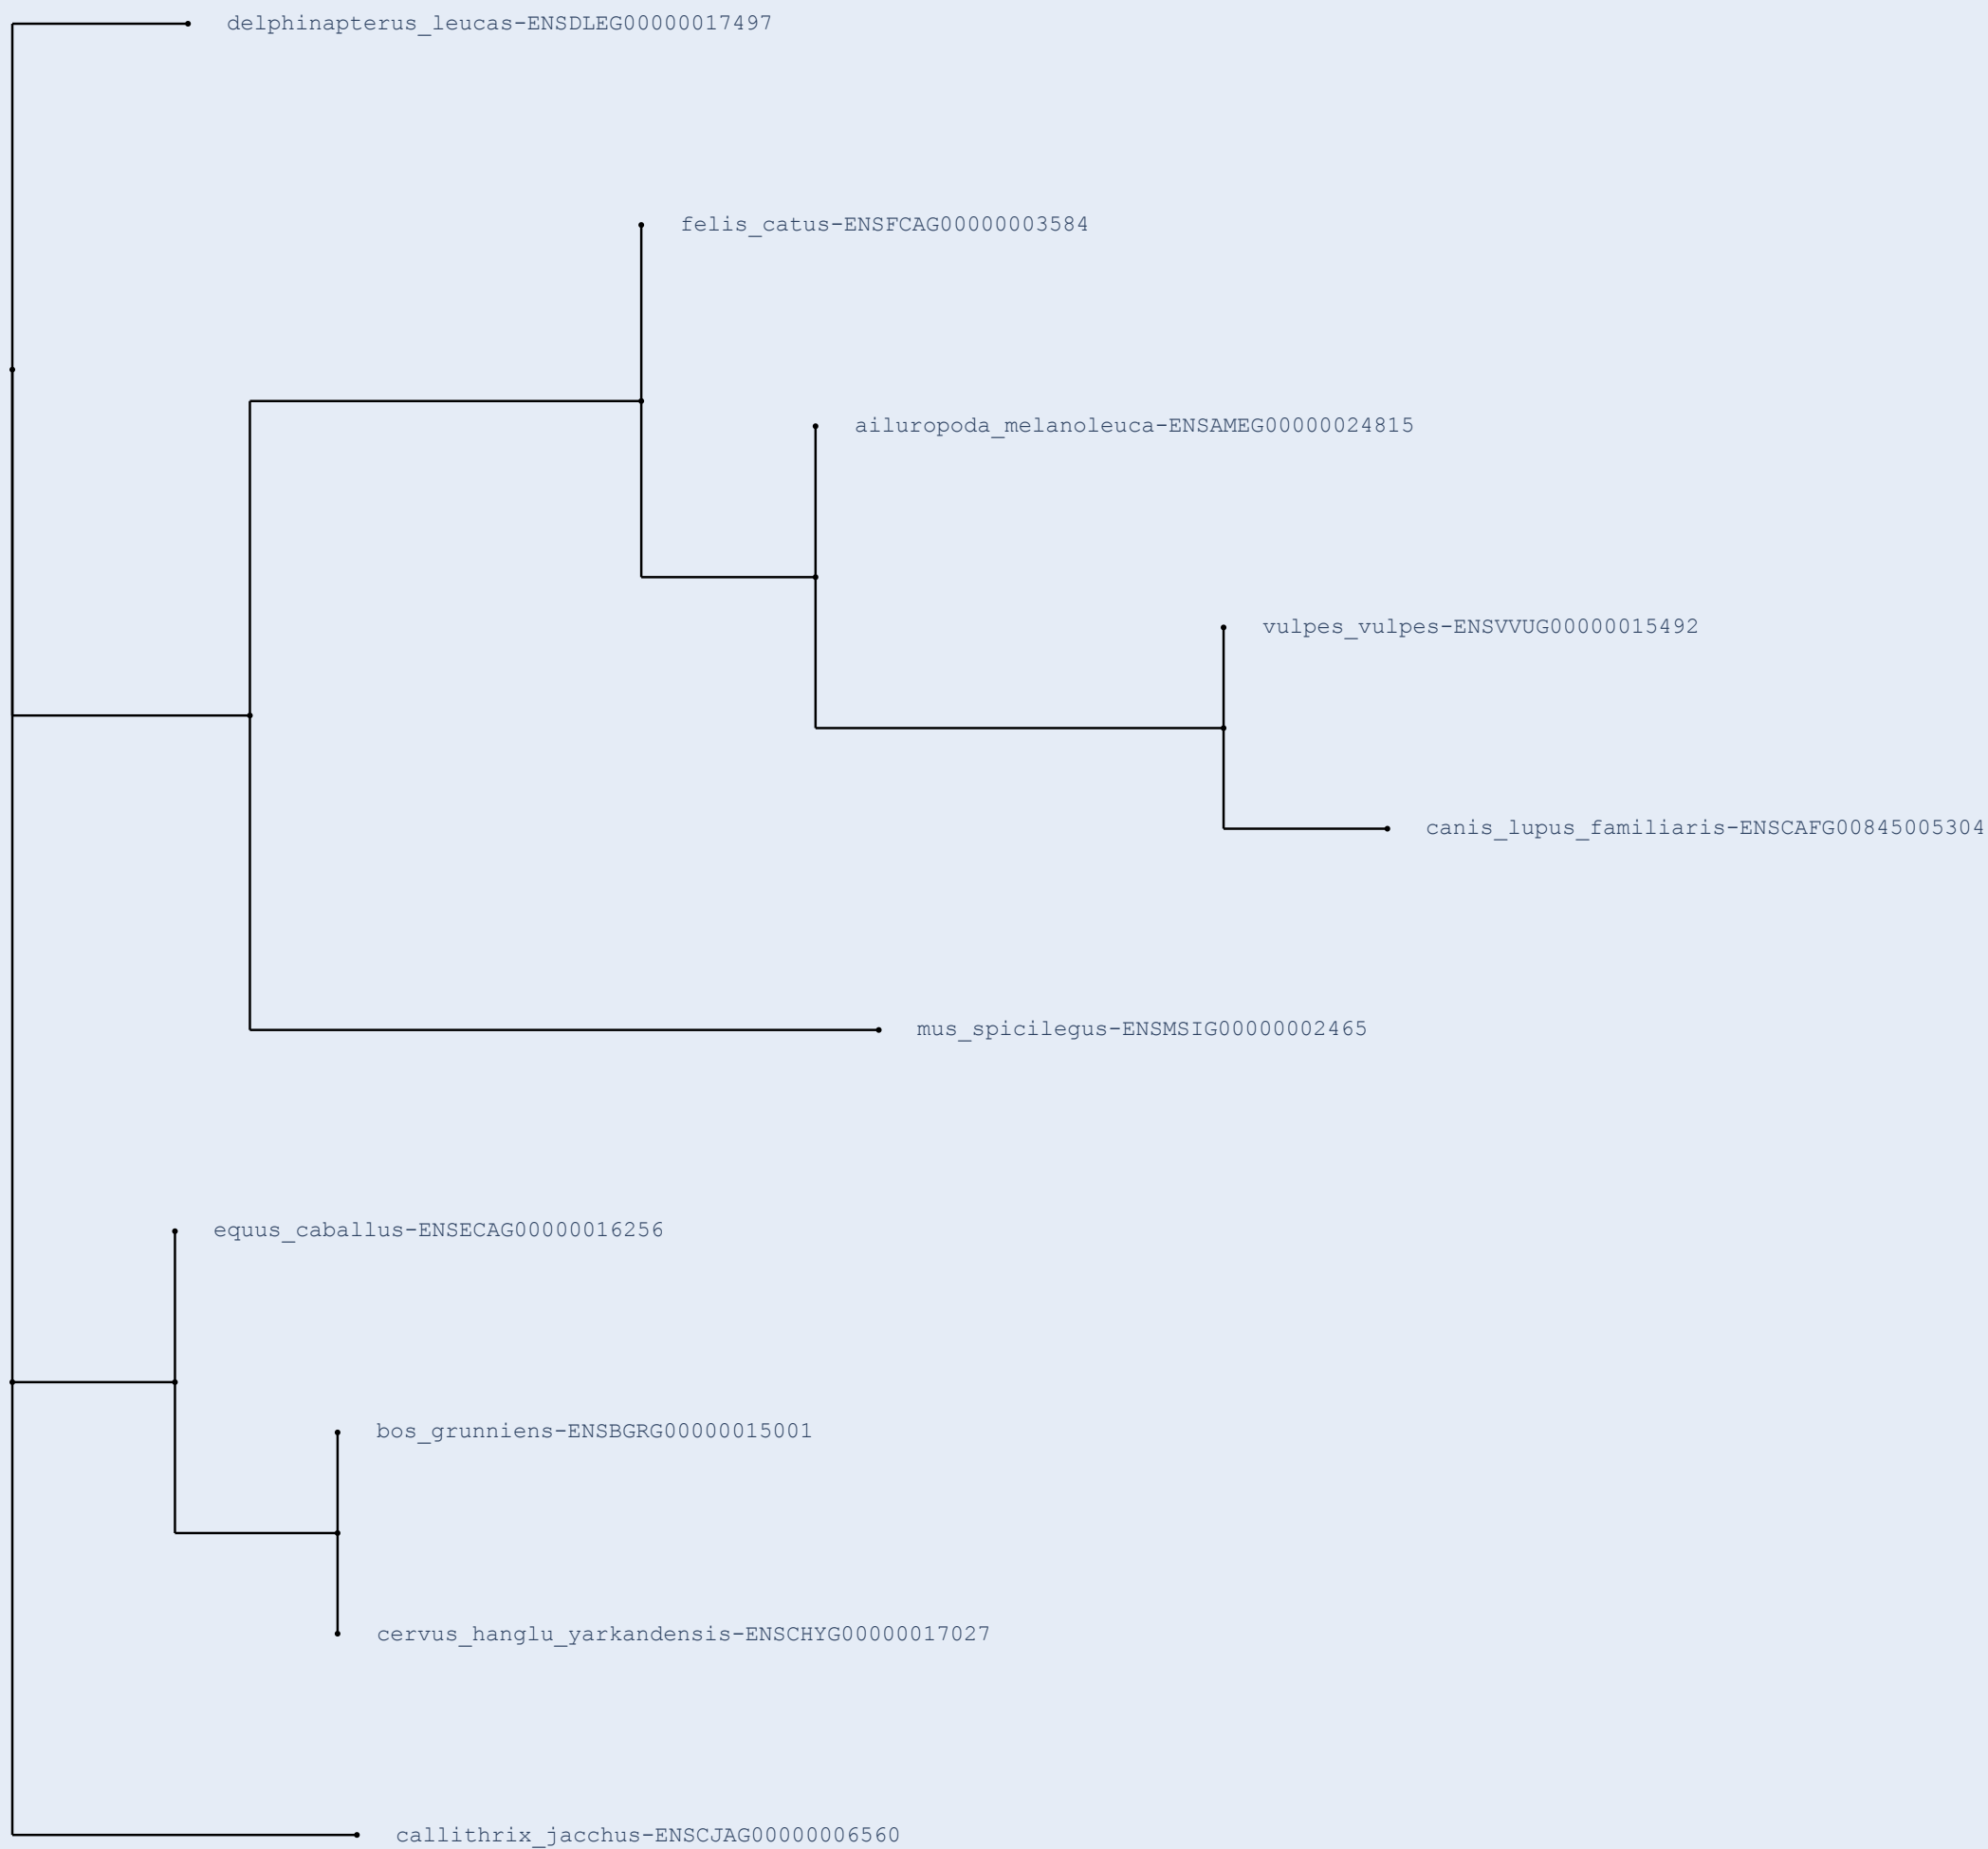 delphinapterus_leucas-ENSDLEG00000017497
felis_catus-ENSFCAG00000003584
ailuropoda_melanoleuca-ENSAMEG00000024815
vulpes_vulpes-ENSVVUG00000015492
canis_lupus_familiaris-ENSCAFG00845005304
mus_spicilegus-ENSMSIG00000002465
equus_caballus-ENSECAG00000016256
bos_grunniens-ENSBGRG00000015001
cervus_hanglu_yarkandensis-ENSCHYG00000017027
callithrix_jacchus-ENSCJAG00000006560